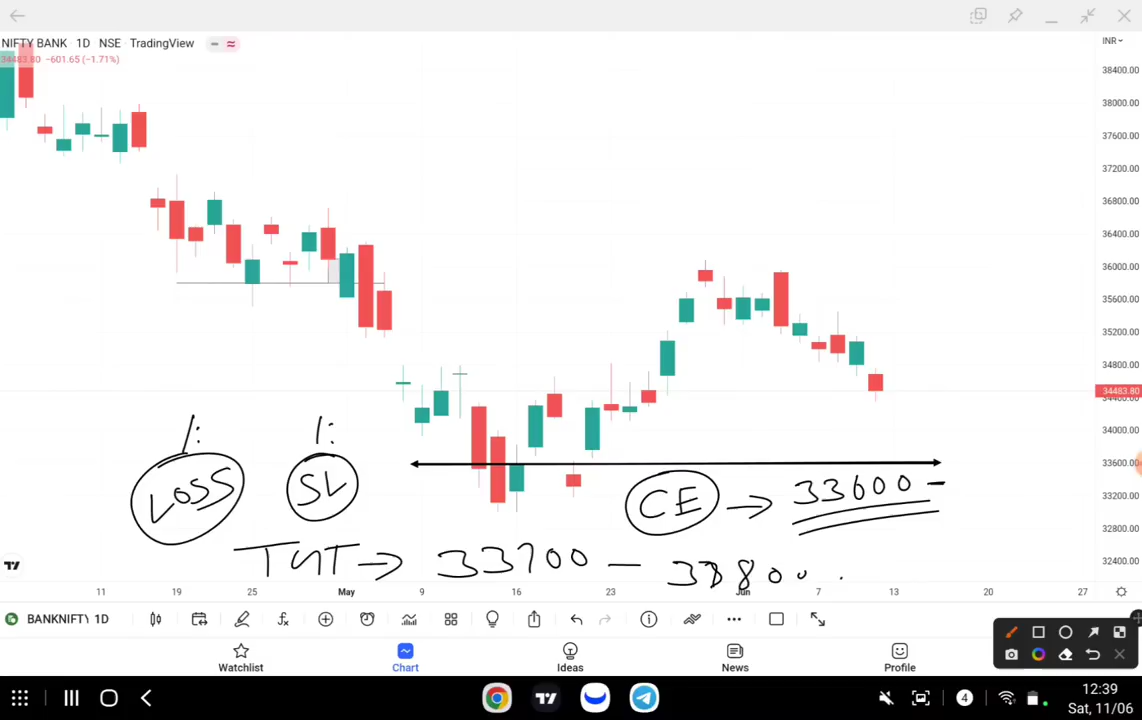 NIFTY BANK 1D NSE TradingView
34483.80 −601.65 (−1.71%)
INR
38400.00
38000.00
37600.00
37200.00
36800.00
36400.00
36000.00
35600.00
35200.00
34800.00
34483.80
34400.00
34000.00
33600.00
33200.00
32800.00
32400.00
1: 1:
LOSS SL CE → 33600 -
TGT → 33700 - 33800
11 19 25 May 9 16 23 Jun 7 13 20 27
BANKNIFTY 1D
Watchlist Chart Ideas News Profile
4 12:39
Sat, 11/06